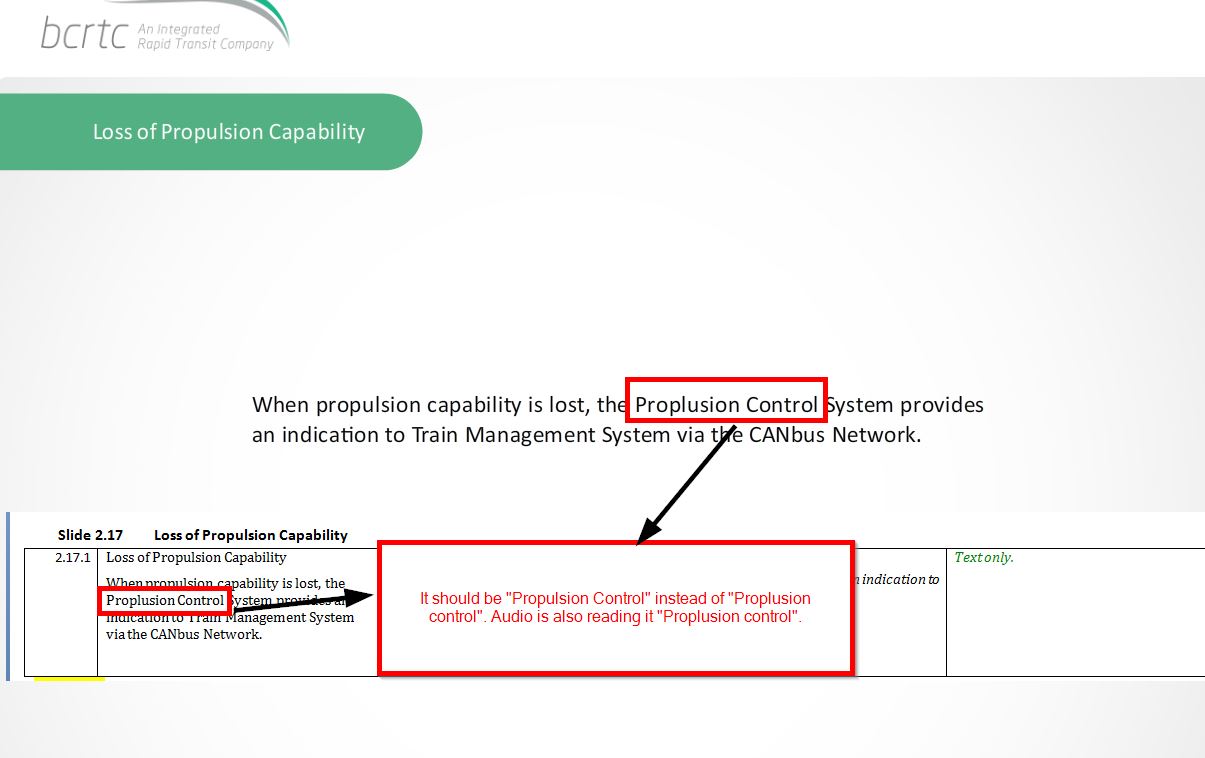 bcrtc An Integrated
Rapid Transit Company
Loss of Propulsion Capability
When propulsion capability is lost, the Proplusion Control System provides
an indication to Train Management System via the CANbus Network.
Slide 2.17 Loss of Propulsion Capability
2.17.1 Loss of Propulsion Capability
When propulsion capability is lost, the
Proplusion Control System provides an
indication to Train Management System
via the CANbus Network.
It should be "Propulsion Control" instead of "Proplusion
control". Audio is also reading it "Proplusion control".
indication to
Text only.